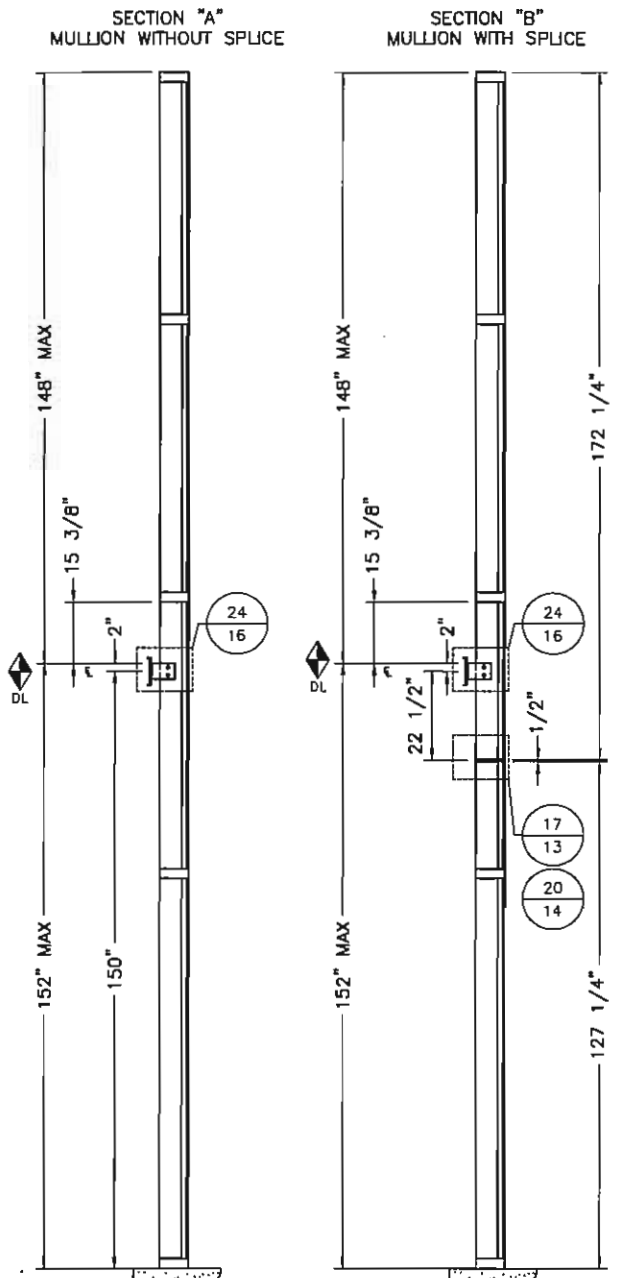 SECTION "A"
MULLION WITHOUT SPLICE
148" MAX
15 3/8"
2"
24
16
℄
DL
152" MAX
150"
SECTION "B"
MULLION WITH SPLICE
148" MAX
172 1/4"
15 3/8"
2"
24
16
℄
DL
22 1/2"
1/2"
17
13
20
14
152" MAX
127 1/4"